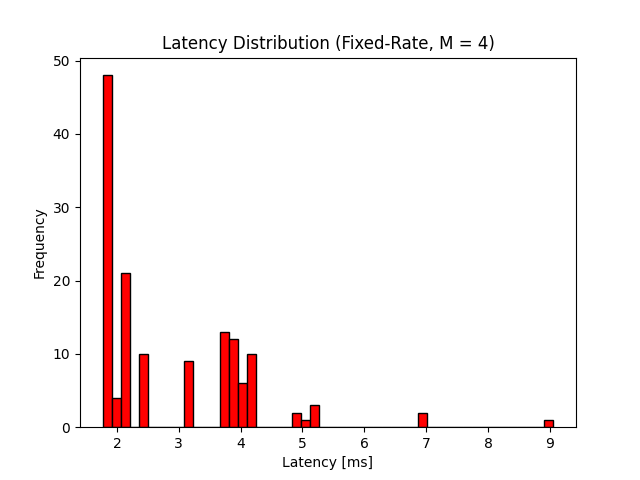 Latency Distribution (Fixed-Rate, M = 4)
50
40
30
20
10
0
Frequency
2 3 4 5 6 7 8 9
Latency [ms]